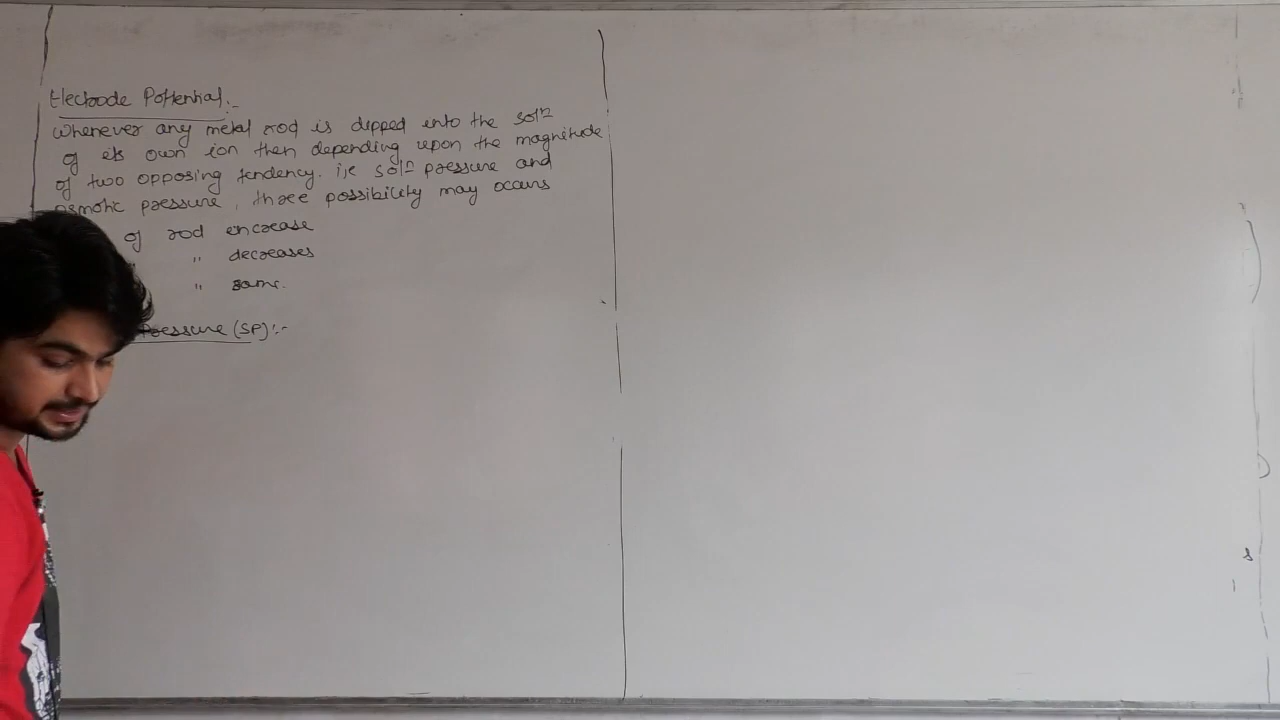 Electrode Pottential :-
whenever any metal rod is dipped into the solⁿ
of its own ion then depending upon the magnitude
of two opposing tendency. i.e solⁿ pressure and
osmotic pressure, three possibility may occurs
of rod increase
" decreases
" same.
Pressure (SP):-
s